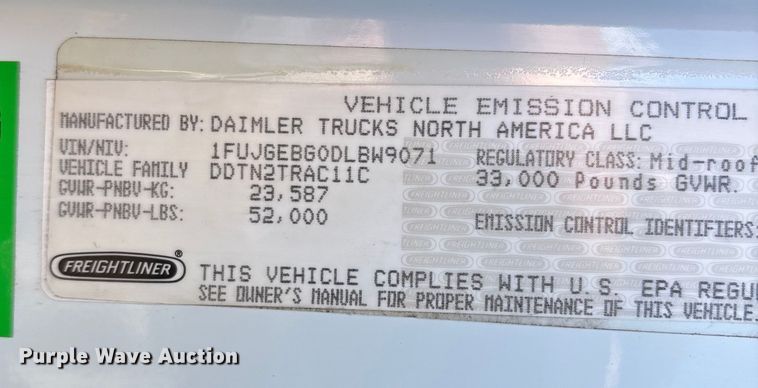 VEHICLE EMISSION CONTROL
MANUFACTURED BY: DAIMLER TRUCKS NORTH AMERICA LLC
VIN/NIV: 1FUJGEBG0DLBW9071 REGULATORY CLASS: Mid-roof
VEHICLE FAMILY DDTN2TRAC11C 33,000 Pounds GVWR.
GVWR-PNBV-KG: 23,587
GVWR-PNBV-LBS: 52,000 EMISSION CONTROL IDENTIFIERS:
FREIGHTLINER®
THIS VEHICLE COMPLIES WITH U.S. EPA REGU
SEE OWNER'S MANUAL FOR PROPER MAINTENANCE OF THIS VEHICLE.
Purple Wave Auction